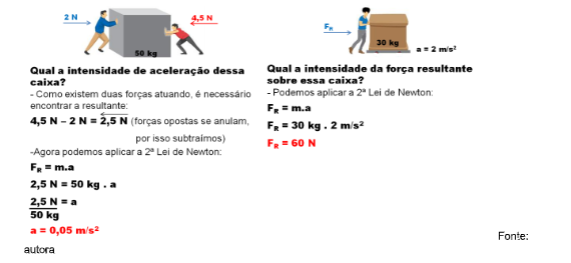 2 N
4,5 N
50 kg
Qual a intensidade de aceleração dessa
caixa?
- Como existem duas forças atuando, é necessário
encontrar a resultante:
4,5 N – 2 N = 2,5 N (forças opostas se anulam,
por isso subtraímos)
-Agora podemos aplicar a 2ª Lei de Newton:
F_R = m.a
2,5 N = 50 kg . a
2,5 N = a
50 kg
a = 0,05 m/s²
F_R
30 kg
a = 2 m/s²
Qual a intensidade da força resultante
sobre essa caixa?
- Podemos aplicar a 2ª Lei de Newton:
F_R = m.a
F_R = 30 kg . 2 m/s²
F_R = 60 N
Fonte:
autora